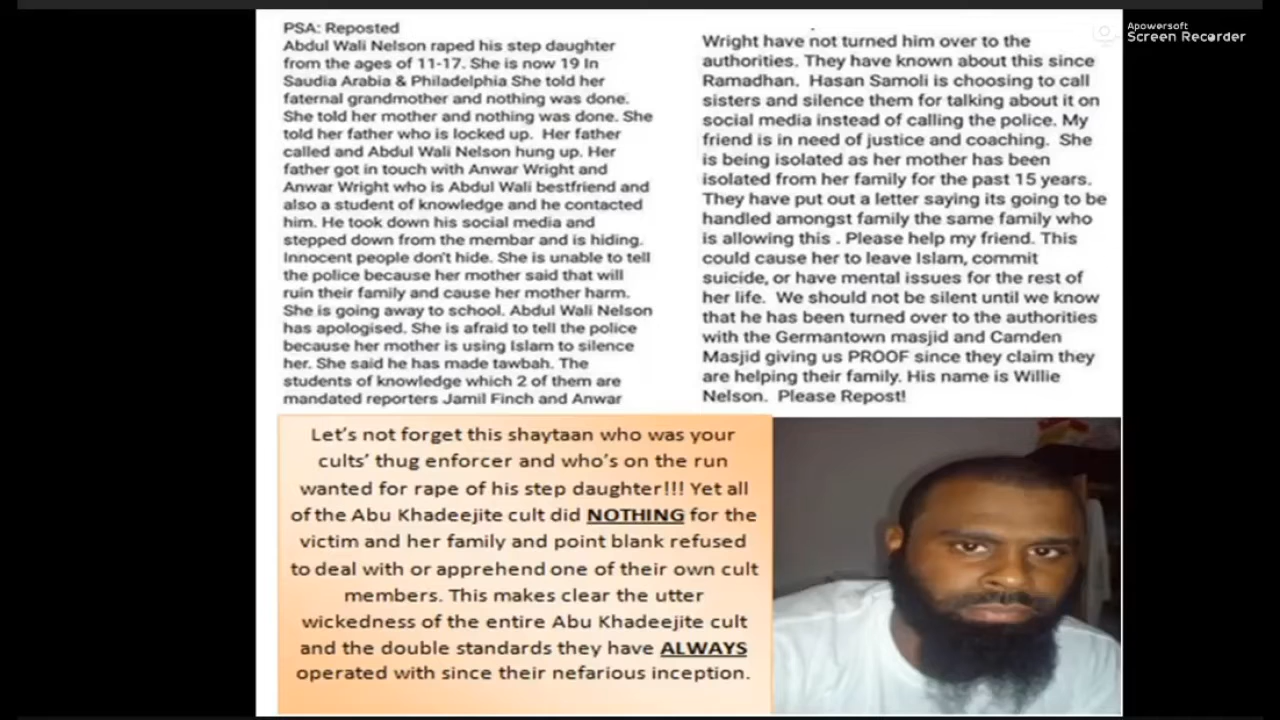 Apowersoft
Screen Recorder
PSA: Reposted
Abdul Wali Nelson raped his step daughter
from the ages of 11-17. She is now 19 In
Saudia Arabia & Philadelphia She told her
faternal grandmother and nothing was done.
She told her mother and nothing was done. She
told her father who is locked up.  Her father
called and Abdul Wali Nelson hung up. Her
father got in touch with Anwar Wright and
Anwar Wright who is Abdul Wali bestfriend and
also a student of knowledge and he contacted
him. He took down his social media and
stepped down from the membar and is hiding.
Innocent people don't hide. She is unable to tell
the police because her mother said that will
ruin their family and cause her mother harm.
She is going away to school. Abdul Wali Nelson
has apologised. She is afraid to tell the police
because her mother is using Islam to silence
her. She said he has made tawbah. The
students of knowledge which 2 of them are
mandated reporters Jamil Finch and Anwar
Wright have not turned him over to the
authorities. They have known about this since
Ramadhan.  Hasan Samoli is choosing to call
sisters and silence them for talking about it on
social media instead of calling the police. My
friend is in need of justice and coaching.  She
is being isolated as her mother has been
isolated from her family for the past 15 years.
They have put out a letter saying its going to be
handled amongst family the same family who
is allowing this . Please help my friend. This
could cause her to leave Islam, commit
suicide, or have mental issues for the rest of
her life.  We should not be silent until we know
that he has been turned over to the authorities
with the Germantown masjid and Camden
Masjid giving us PROOF since they claim they
are helping their family. His name is Willie
Nelson.  Please Repost!
Let's not forget this shaytaan who was your
cults' thug enforcer and who's on the run
wanted for rape of his step daughter!!! Yet all
of the Abu Khadeejite cult did NOTHING for the
victim and her family and point blank refused
to deal with or apprehend one of their own cult
members. This makes clear the utter
wickedness of the entire Abu Khadeejite cult
and the double standards they have ALWAYS
operated with since their nefarious inception.